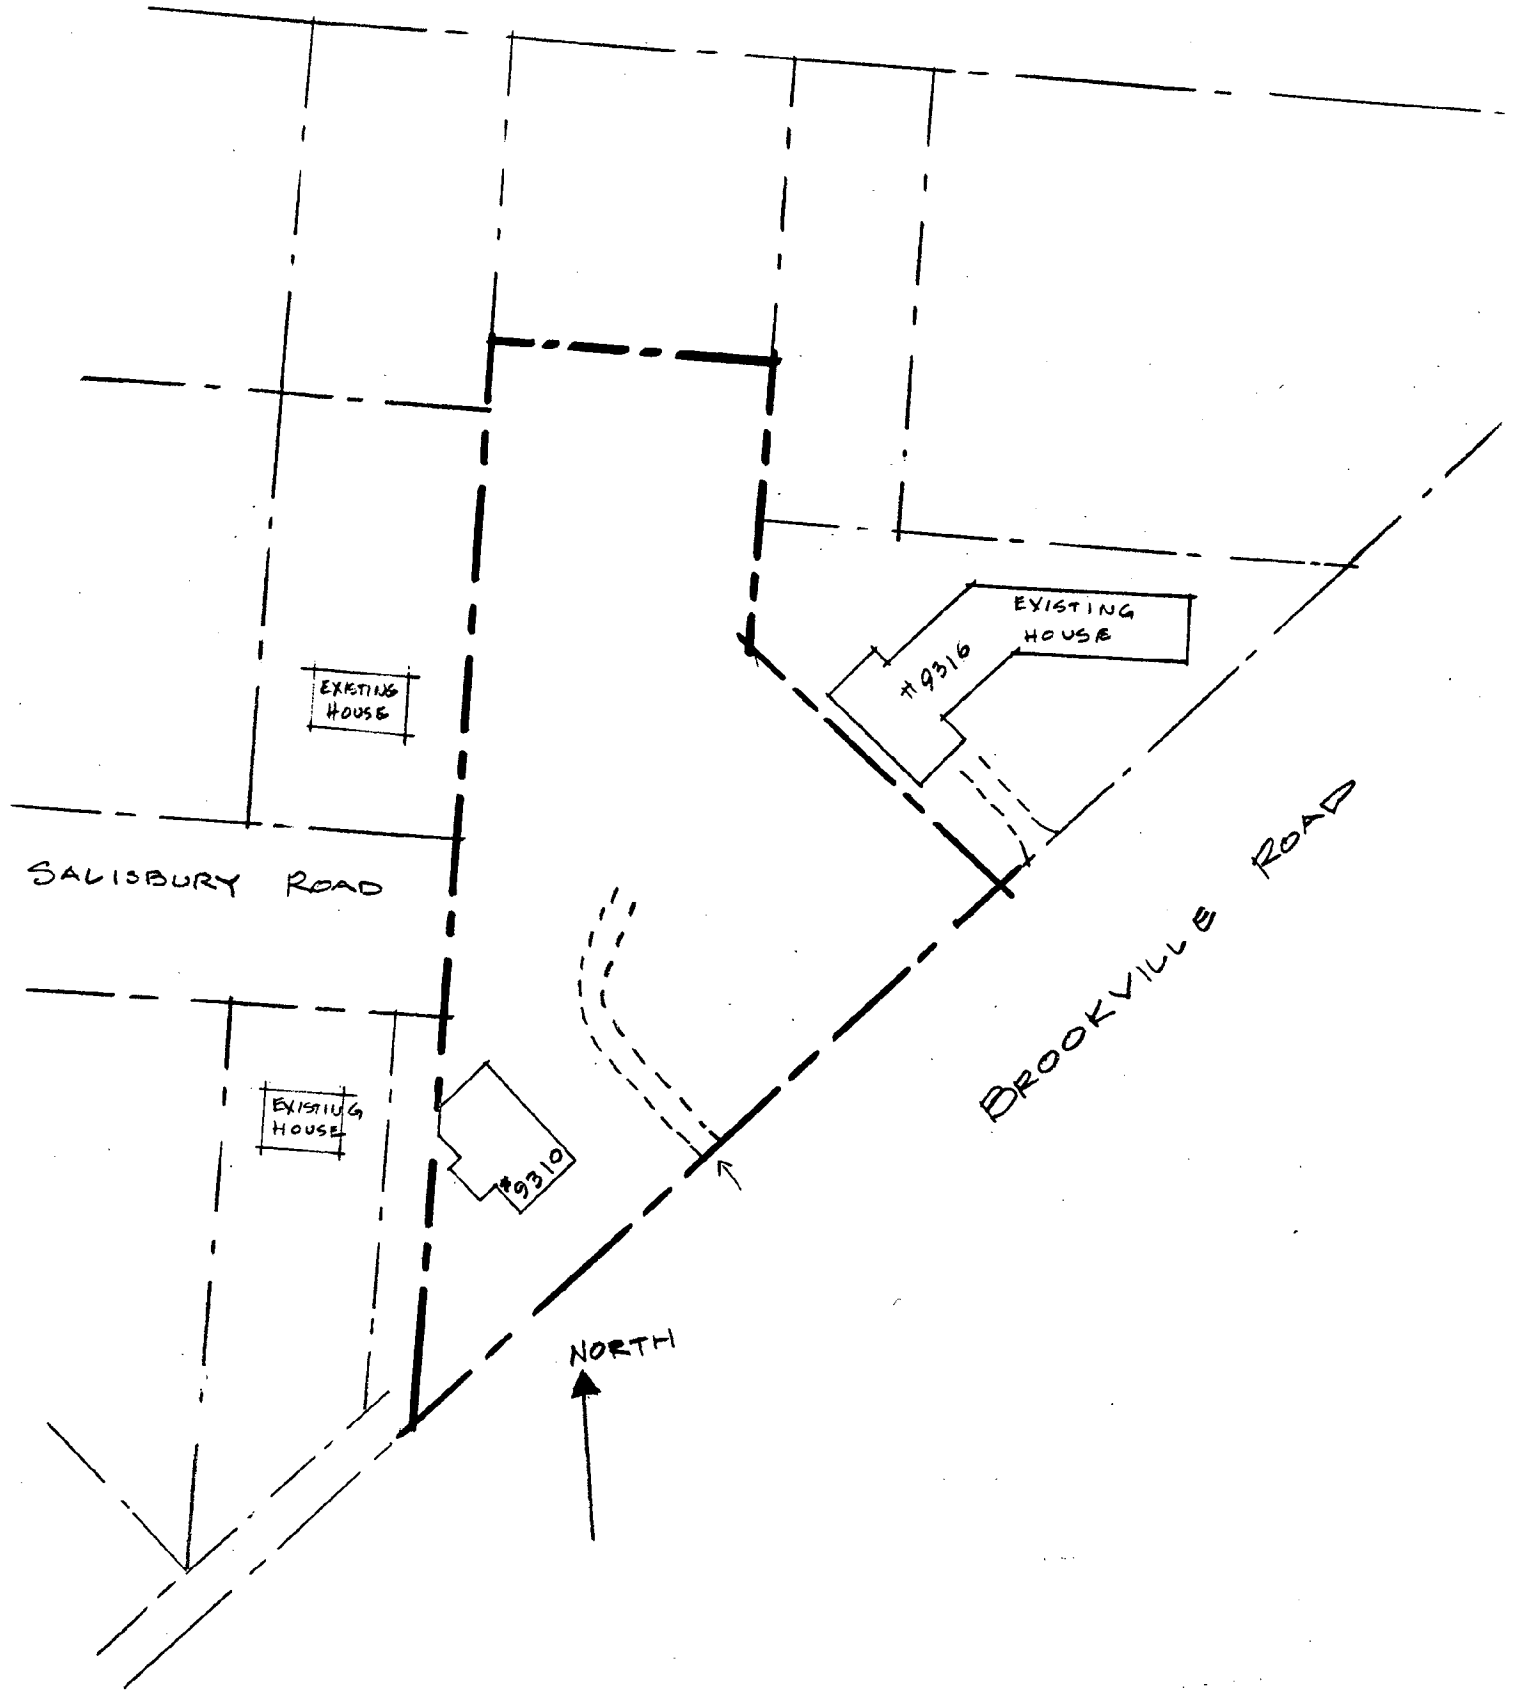 EXISTING
HOUSE
#9316
EXISTING
HOUSE
SALISBURY ROAD
BROOKVILLE ROAD
EXISTING
HOUSE
#9310
NORTH